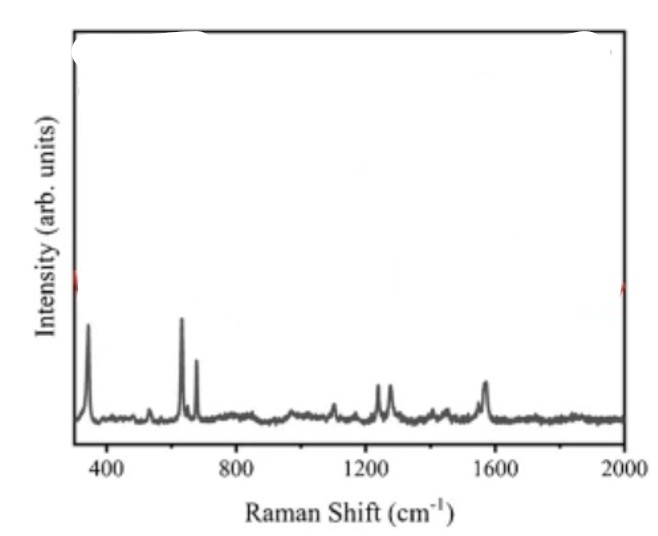 Intensity (arb. units)
400 800 1200 1600 2000
Raman Shift (cm⁻¹)